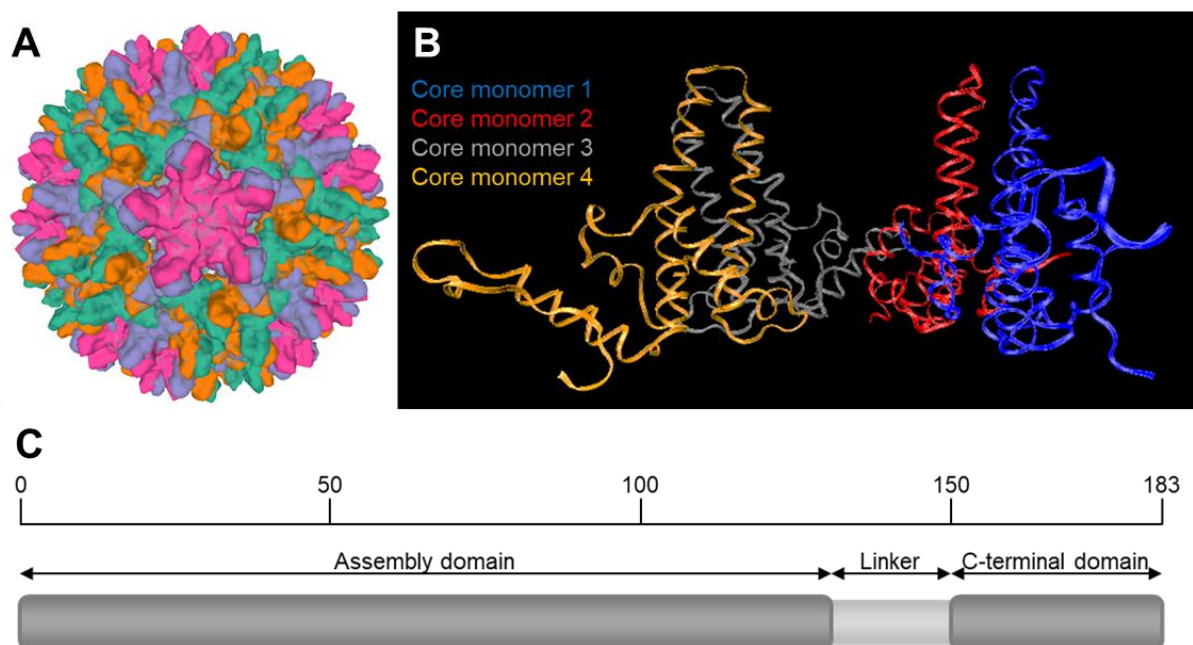 A
B
Core monomer 1
Core monomer 2
Core monomer 3
Core monomer 4
C
0 50 100 150 183
Assembly domain Linker C-terminal domain